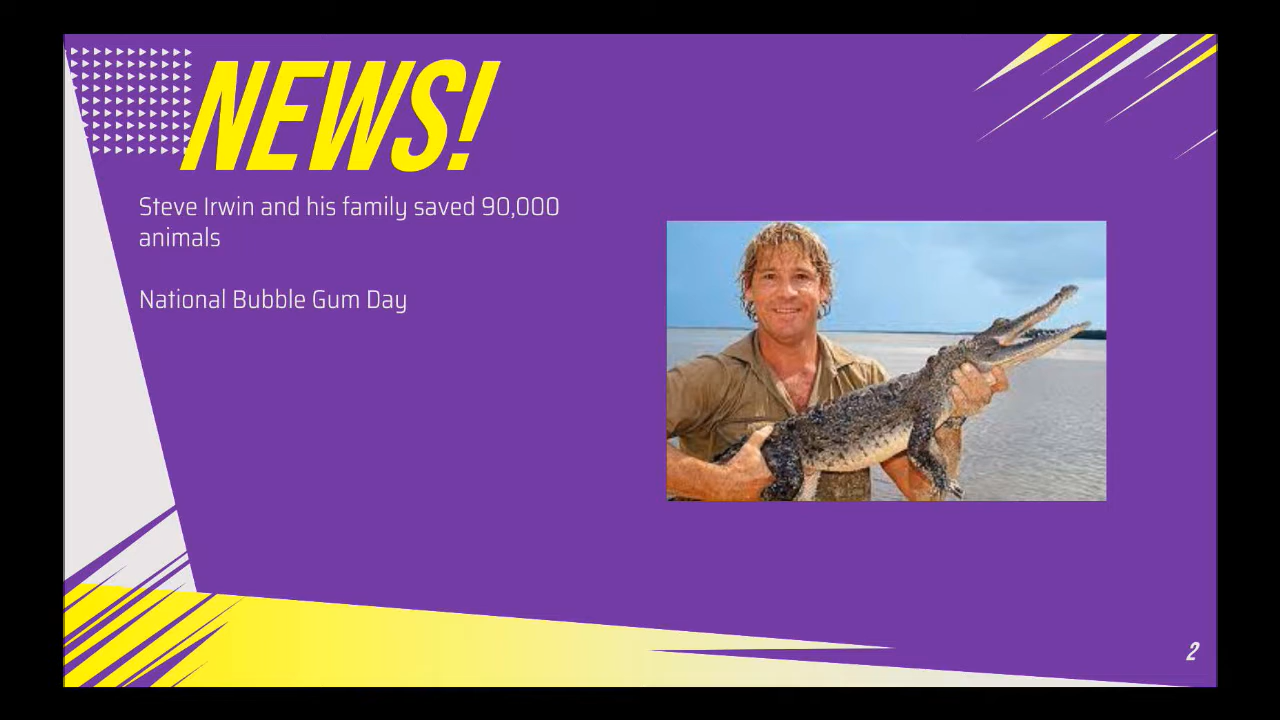 NEWS!
Steve Irwin and his family saved 90,000
animals
National Bubble Gum Day
2